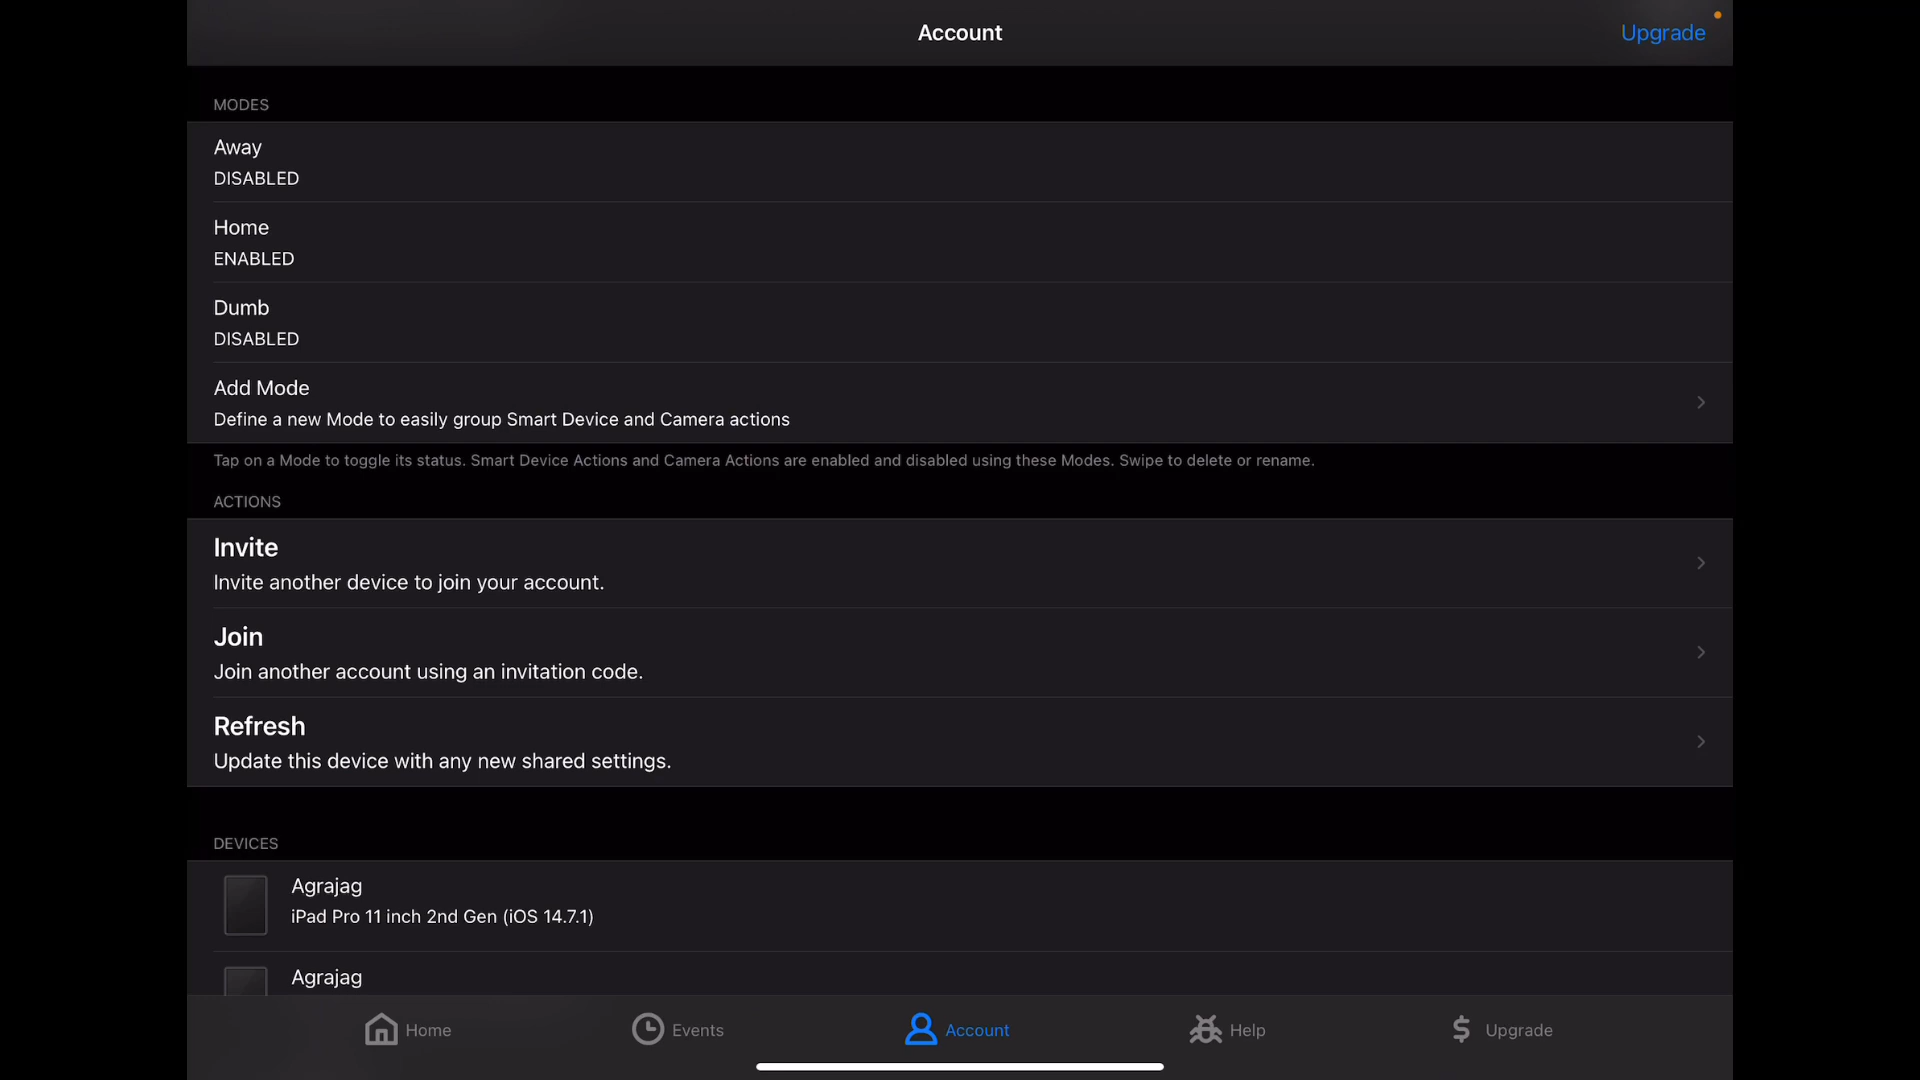 Account
Upgrade
MODES
Away
DISABLED
Home
ENABLED
Dumb
DISABLED
Add Mode
Define a new Mode to easily group Smart Device and Camera actions
Tap on a Mode to toggle its status. Smart Device Actions and Camera Actions are enabled and disabled using these Modes. Swipe to delete or rename.
ACTIONS
Invite
Invite another device to join your account.
Join
Join another account using an invitation code.
Refresh
Update this device with any new shared settings.
DEVICES
Agrajag
iPad Pro 11 inch 2nd Gen (iOS 14.7.1)
Agrajag
Home
Events
Account
Help
Upgrade